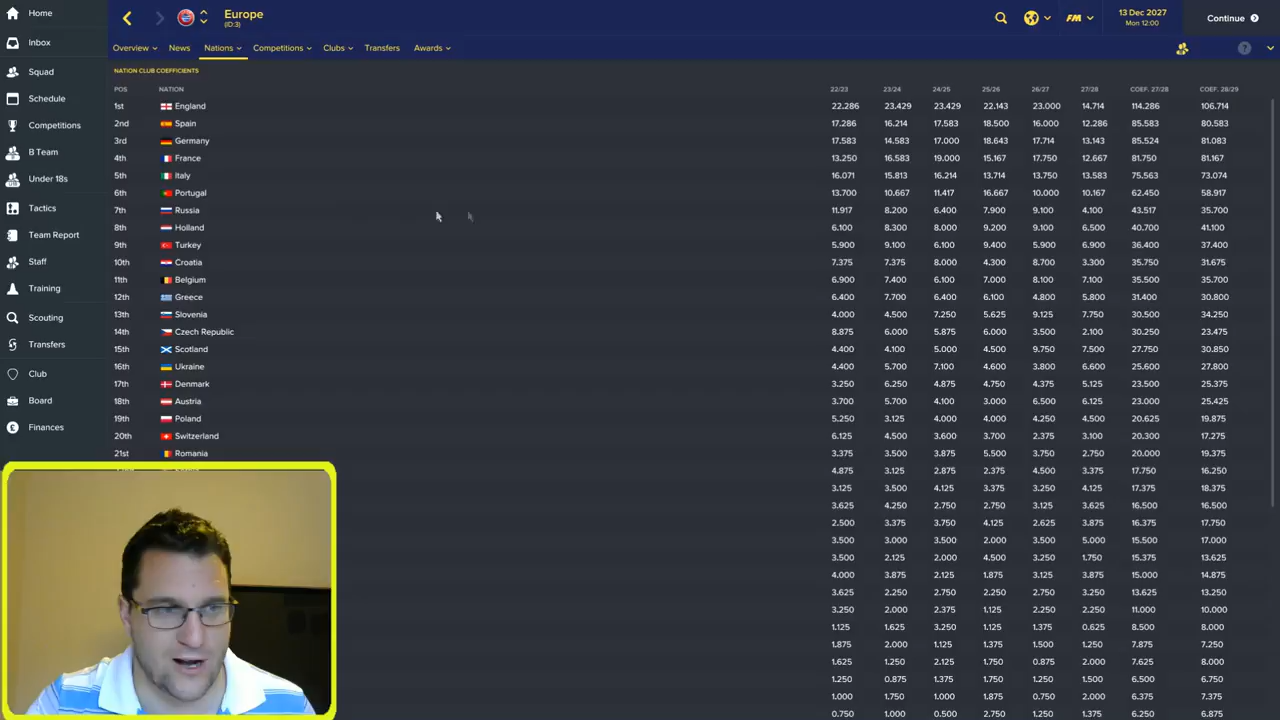 Home
Europe
(ID:3)
FM
13 Dec 2027
Mon 12:00
Continue
Inbox
Squad
Schedule
Competitions
B Team
Under 18s
Tactics
Team Report
Staff
Training
Scouting
Transfers
Club
Board
Finances
Overview News Nations Competitions Clubs Transfers Awards
NATION CLUB COEFFICIENTS
POS NATION 22/23 23/24 24/25 25/26 26/27 27/28 COEF. 27/28 COEF. 28/29
1st England 22.286 23.429 23.429 22.143 23.000 14.714 114.286 106.714
2nd Spain 17.286 16.214 17.583 18.500 16.000 12.286 85.583 80.583
3rd Germany 17.583 14.583 17.000 18.643 17.714 13.143 85.524 81.083
4th France 13.250 16.583 19.000 15.167 17.750 12.667 81.750 81.167
5th Italy 16.071 15.813 16.214 13.714 13.750 13.583 75.563 73.074
6th Portugal 13.700 10.667 11.417 16.667 10.000 10.167 62.450 58.917
7th Russia 11.917 8.200 6.400 7.900 9.100 4.100 43.517 35.700
8th Holland 6.100 8.300 8.000 9.200 9.100 6.500 40.700 41.100
9th Turkey 5.900 9.100 6.100 9.400 5.900 6.900 36.400 37.400
10th Croatia 7.375 7.375 8.000 4.300 8.700 3.300 35.750 31.675
11th Belgium 6.900 7.400 6.100 7.000 8.100 7.100 35.500 35.700
12th Greece 6.400 7.700 6.400 6.100 4.800 5.800 31.400 30.800
13th Slovenia 4.000 4.500 7.250 5.625 9.125 7.750 30.500 34.250
14th Czech Republic 8.875 6.000 5.875 6.000 3.500 2.100 30.250 23.475
15th Scotland 4.400 4.100 5.000 4.500 9.750 7.500 27.750 30.850
16th Ukraine 4.400 5.700 7.100 4.600 3.800 6.600 25.600 27.800
17th Denmark 3.250 6.250 4.875 4.750 4.375 5.125 23.500 25.375
18th Austria 3.700 5.700 4.100 3.000 6.500 6.125 23.000 25.425
19th Poland 5.250 3.125 4.000 4.000 4.250 4.500 20.625 19.875
20th Switzerland 6.125 4.500 3.600 3.700 2.375 3.100 20.300 17.275
21st Romania 3.375 3.500 3.875 5.500 3.750 2.750 20.000 19.375
4.875 3.125 2.875 2.375 4.500 3.375 17.750 16.250
3.125 3.500 4.125 3.375 3.250 4.125 17.375 18.375
3.625 4.250 2.750 2.750 3.125 3.625 16.500 16.500
2.500 3.375 3.750 4.125 2.625 3.875 16.375 17.750
3.500 3.000 3.500 2.000 3.500 5.000 15.500 17.000
3.500 2.125 2.000 4.500 3.250 1.750 15.375 13.625
4.000 3.875 2.125 1.875 3.125 3.875 15.000 14.875
3.625 2.250 2.750 2.250 2.750 3.250 13.625 13.250
3.250 2.000 2.375 1.125 2.250 2.250 11.000 10.000
1.125 1.625 3.250 1.125 1.375 0.625 8.500 8.000
1.875 2.000 1.125 1.375 1.500 1.250 7.875 7.250
1.625 1.250 2.125 1.750 0.875 2.000 7.625 8.000
1.250 0.875 1.375 1.750 1.250 1.500 6.500 6.750
1.000 1.750 1.000 1.875 0.750 2.000 6.375 7.375
0.750 1.000 0.500 2.750 1.250 1.375 6.250 6.875